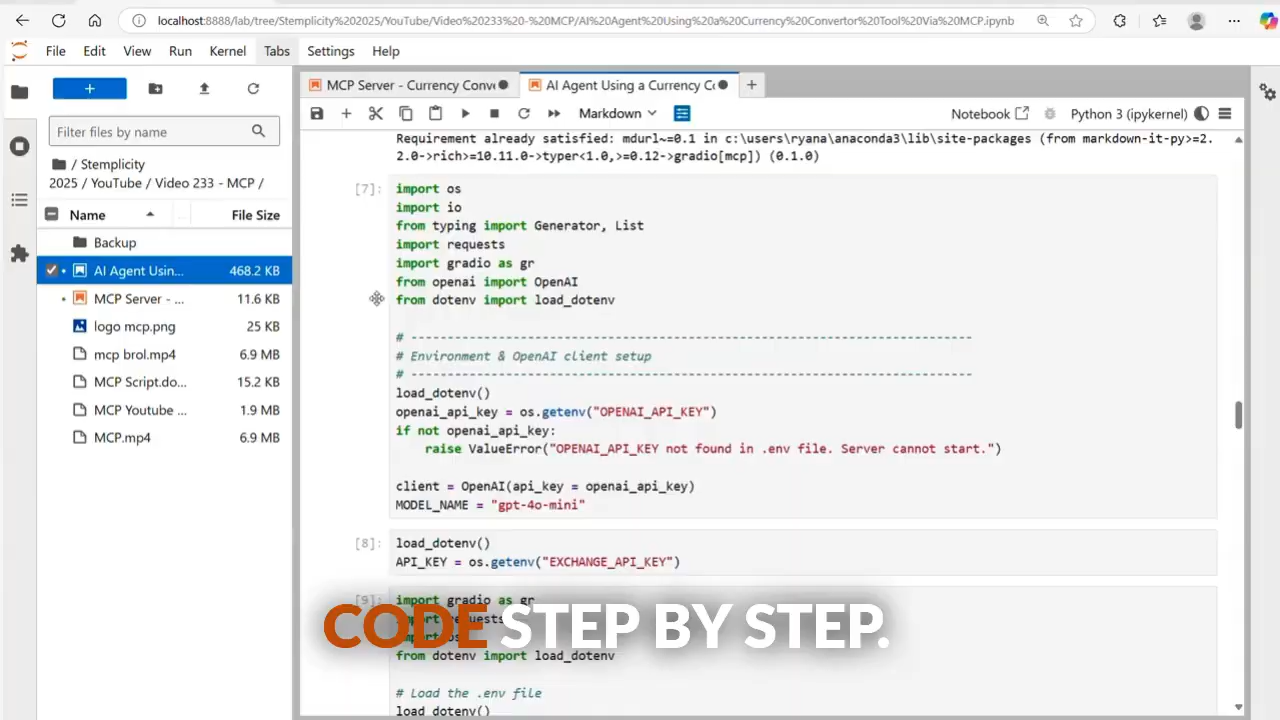 localhost:8888/lab/tree/Stemplicity%202025/YouTube/Video%20233%20-%20MCP/AI%20Agent%20Using%20a%20Currency%20Convertor%20Tool%20Via%20MCP.ipynb
File Edit View Run Kernel Tabs Settings Help
MCP Server - Currency Conve
AI Agent Using a Currency Co
Filter files by name
/ Stemplicity
2025 / YouTube / Video 233 - MCP /
Name File Size
Backup
AI Agent Usin... 468.2 KB
MCP Server - ... 11.6 KB
logo mcp.png 25 KB
mcp brol.mp4 6.9 MB
MCP Script.do... 15.2 KB
MCP Youtube ... 1.9 MB
MCP.mp4 6.9 MB
Markdown
Notebook
Python 3 (ipykernel)
Requirement already satisfied: mdurl~=0.1 in c:\users\ryana\anaconda3\lib\site-packages (from markdown-it-py>=2.
2.0->rich>=10.11.0->typer<1.0,>=0.12->gradio[mcp]) (0.1.0)
[7]:
import os
import io
from typing import Generator, List
import requests
import gradio as gr
from openai import OpenAI
from dotenv import load_dotenv
# -----------------------------------------------------------------------------
# Environment & OpenAI client setup
# -----------------------------------------------------------------------------
load_dotenv()
openai_api_key = os.getenv("OPENAI_API_KEY")
if not openai_api_key:
    raise ValueError("OPENAI_API_KEY not found in .env file. Server cannot start.")
client = OpenAI(api_key = openai_api_key)
MODEL_NAME = "gpt-4o-mini"
[8]:
load_dotenv()
API_KEY = os.getenv("EXCHANGE_API_KEY")
[9]:
import gradio as gr
import requests
import os
from dotenv import load_dotenv
# Load the .env file
load_dotenv()
CODE STEP BY STEP.